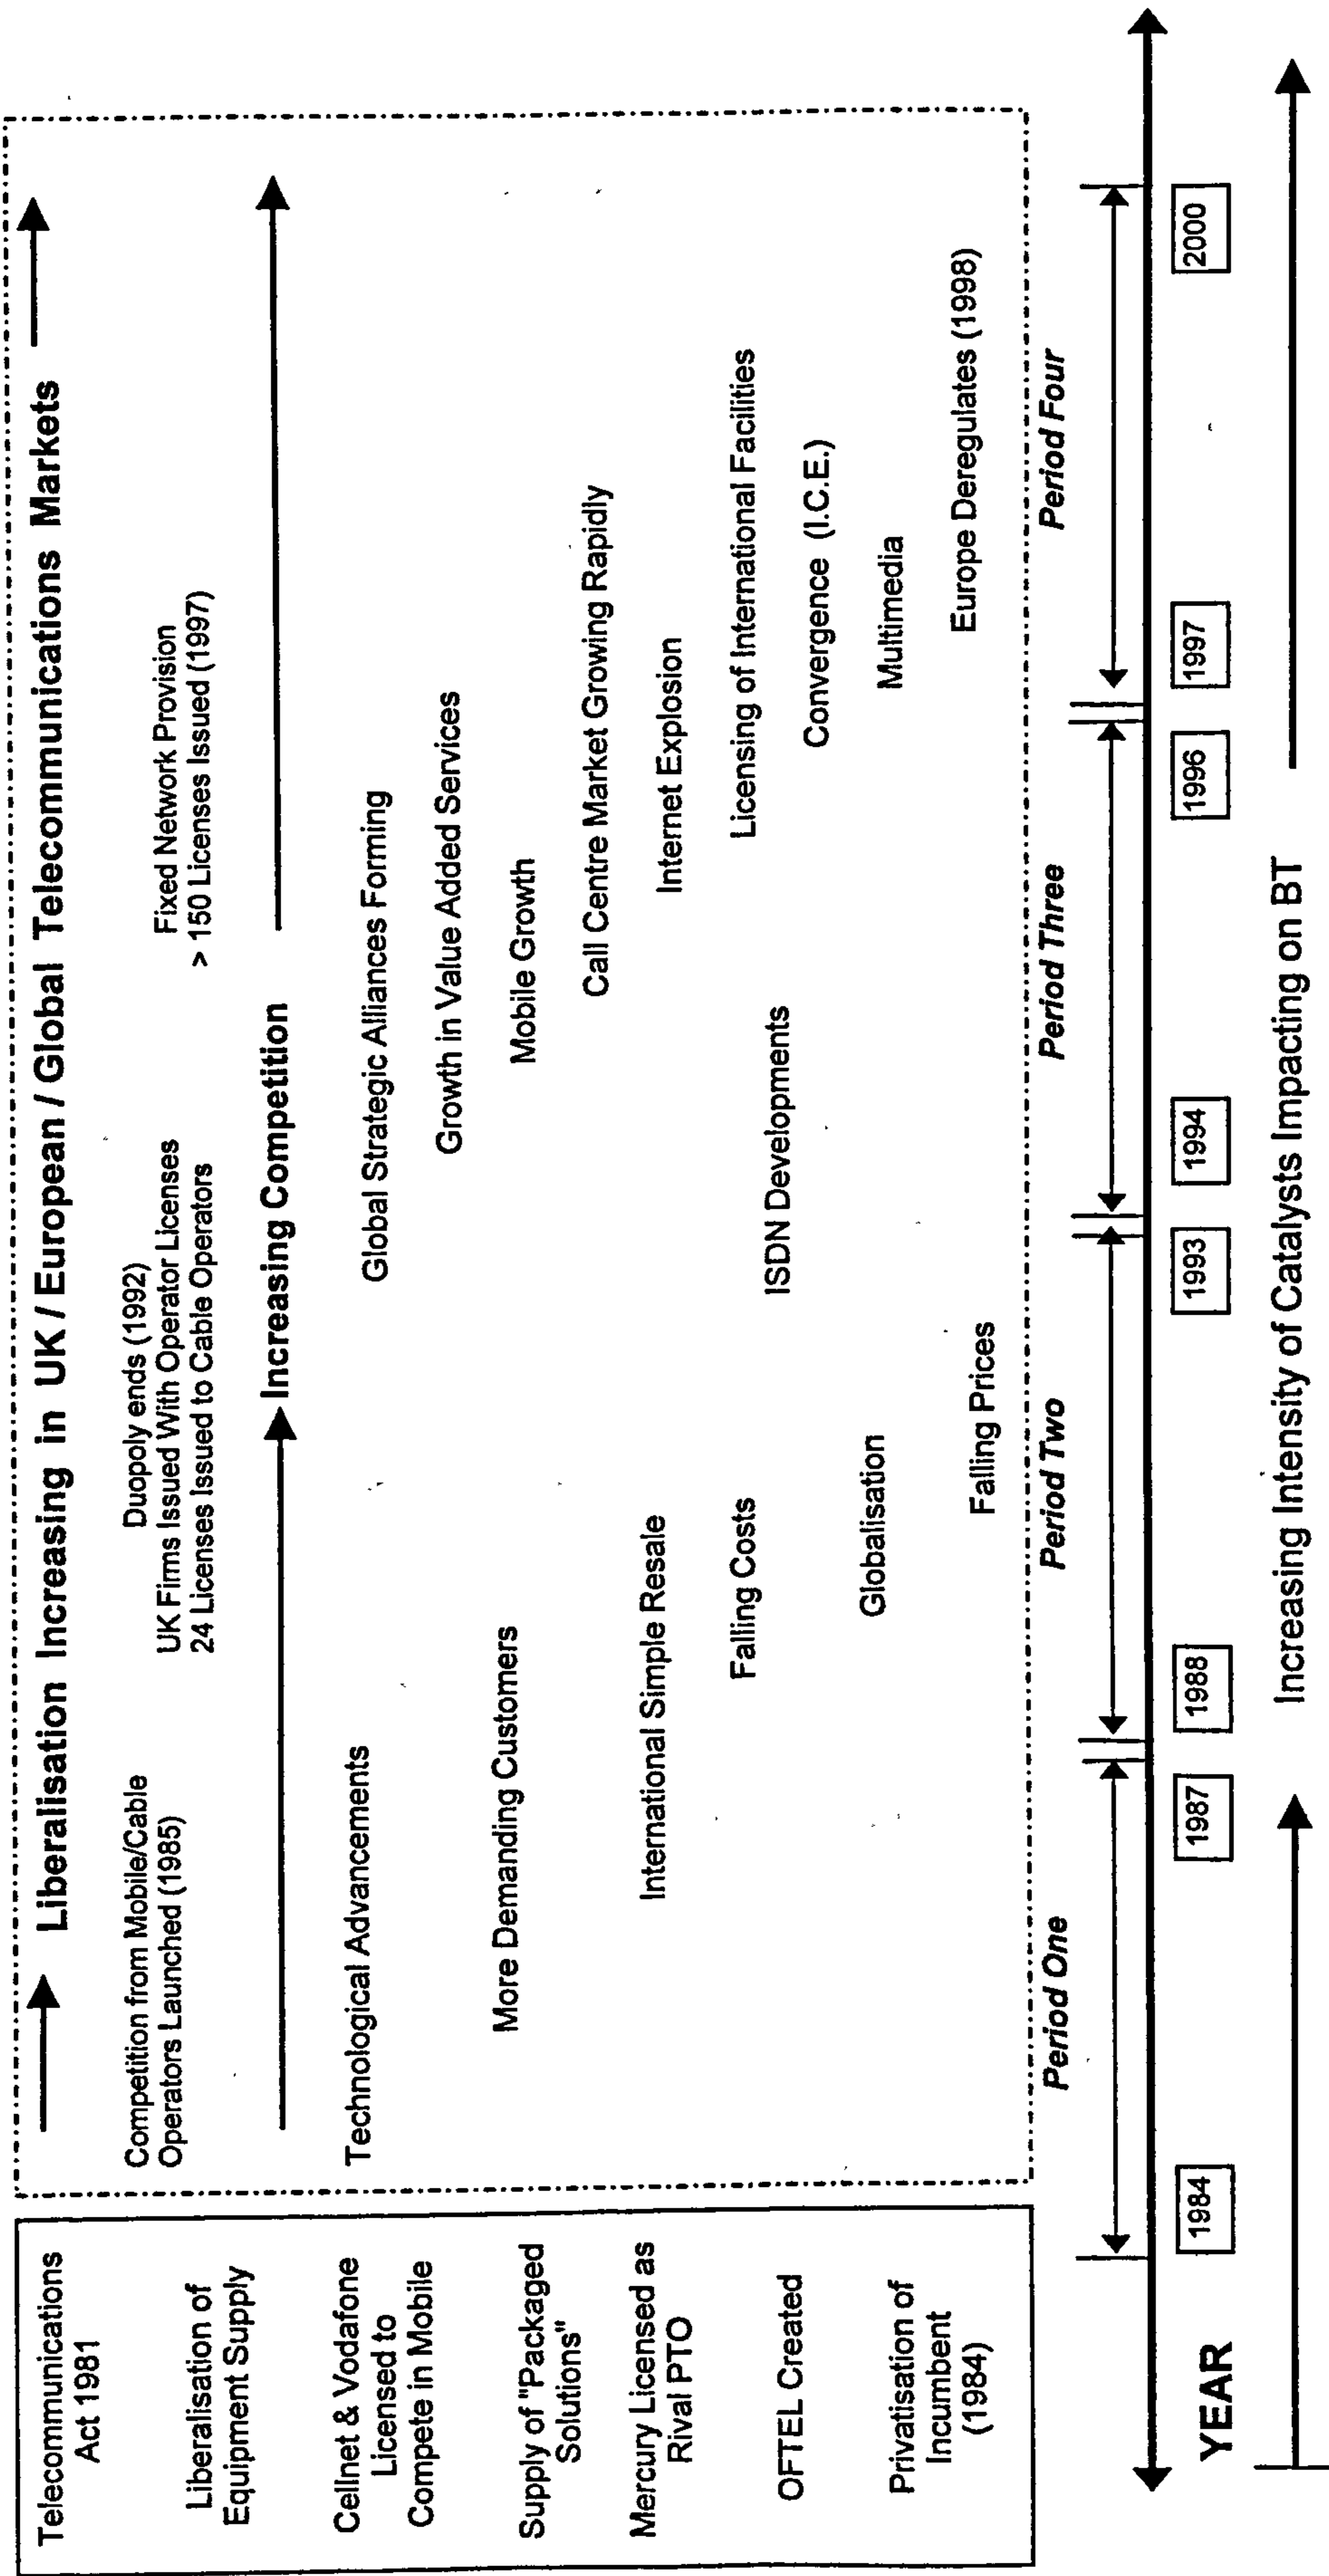 Telecommunications
Act 1981
Liberalisation of
Equipment Supply
Cellnet & Vodafone
Licensed to
Compete in Mobile
Supply of "Packaged
Solutions"
Mercury Licensed as
Rival PTO
OFTEL Created
Privatisation of
Incumbent
(1984)
Liberalisation Increasing in UK / European / Global Telecommunications Markets
Competition from Mobile/Cable
Operators Launched (1985)
Duopoly ends (1992)
UK Firms Issued With Operator Licenses
24 Licenses Issued to Cable Operators
Fixed Network Provision
> 150 Licenses Issued (1997)
Increasing Competition
Technological Advancements
Global Strategic Alliances Forming
Growth in Value Added Services
More Demanding Customers
Mobile Growth
Call Centre Market Growing Rapidly
International Simple Resale
Internet Explosion
Falling Costs
ISDN Developments
Licensing of International Facilities
Convergence (I.C.E.)
Globalisation
Multimedia
Falling Prices
Europe Deregulates (1998)
Period One
Period Two
Period Three
Period Four
YEAR
1984
1987
1988
1993
1994
1996
1997
2000
Increasing Intensity of Catalysts Impacting on BT